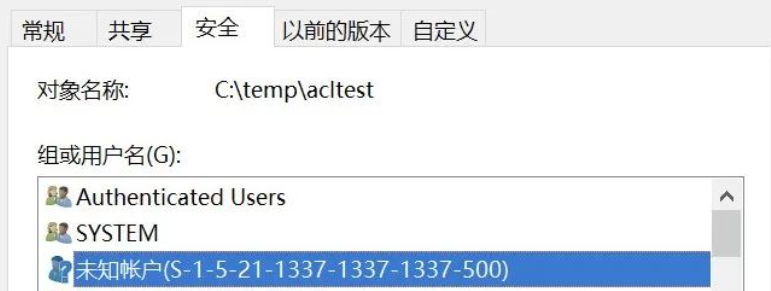 常规 共享 安全 以前的版本 自定义
对象名称: C:\temp\acltest
组或用户名(G):
Authenticated Users
SYSTEM
未知帐户(S-1-5-21-1337-1337-1337-500)